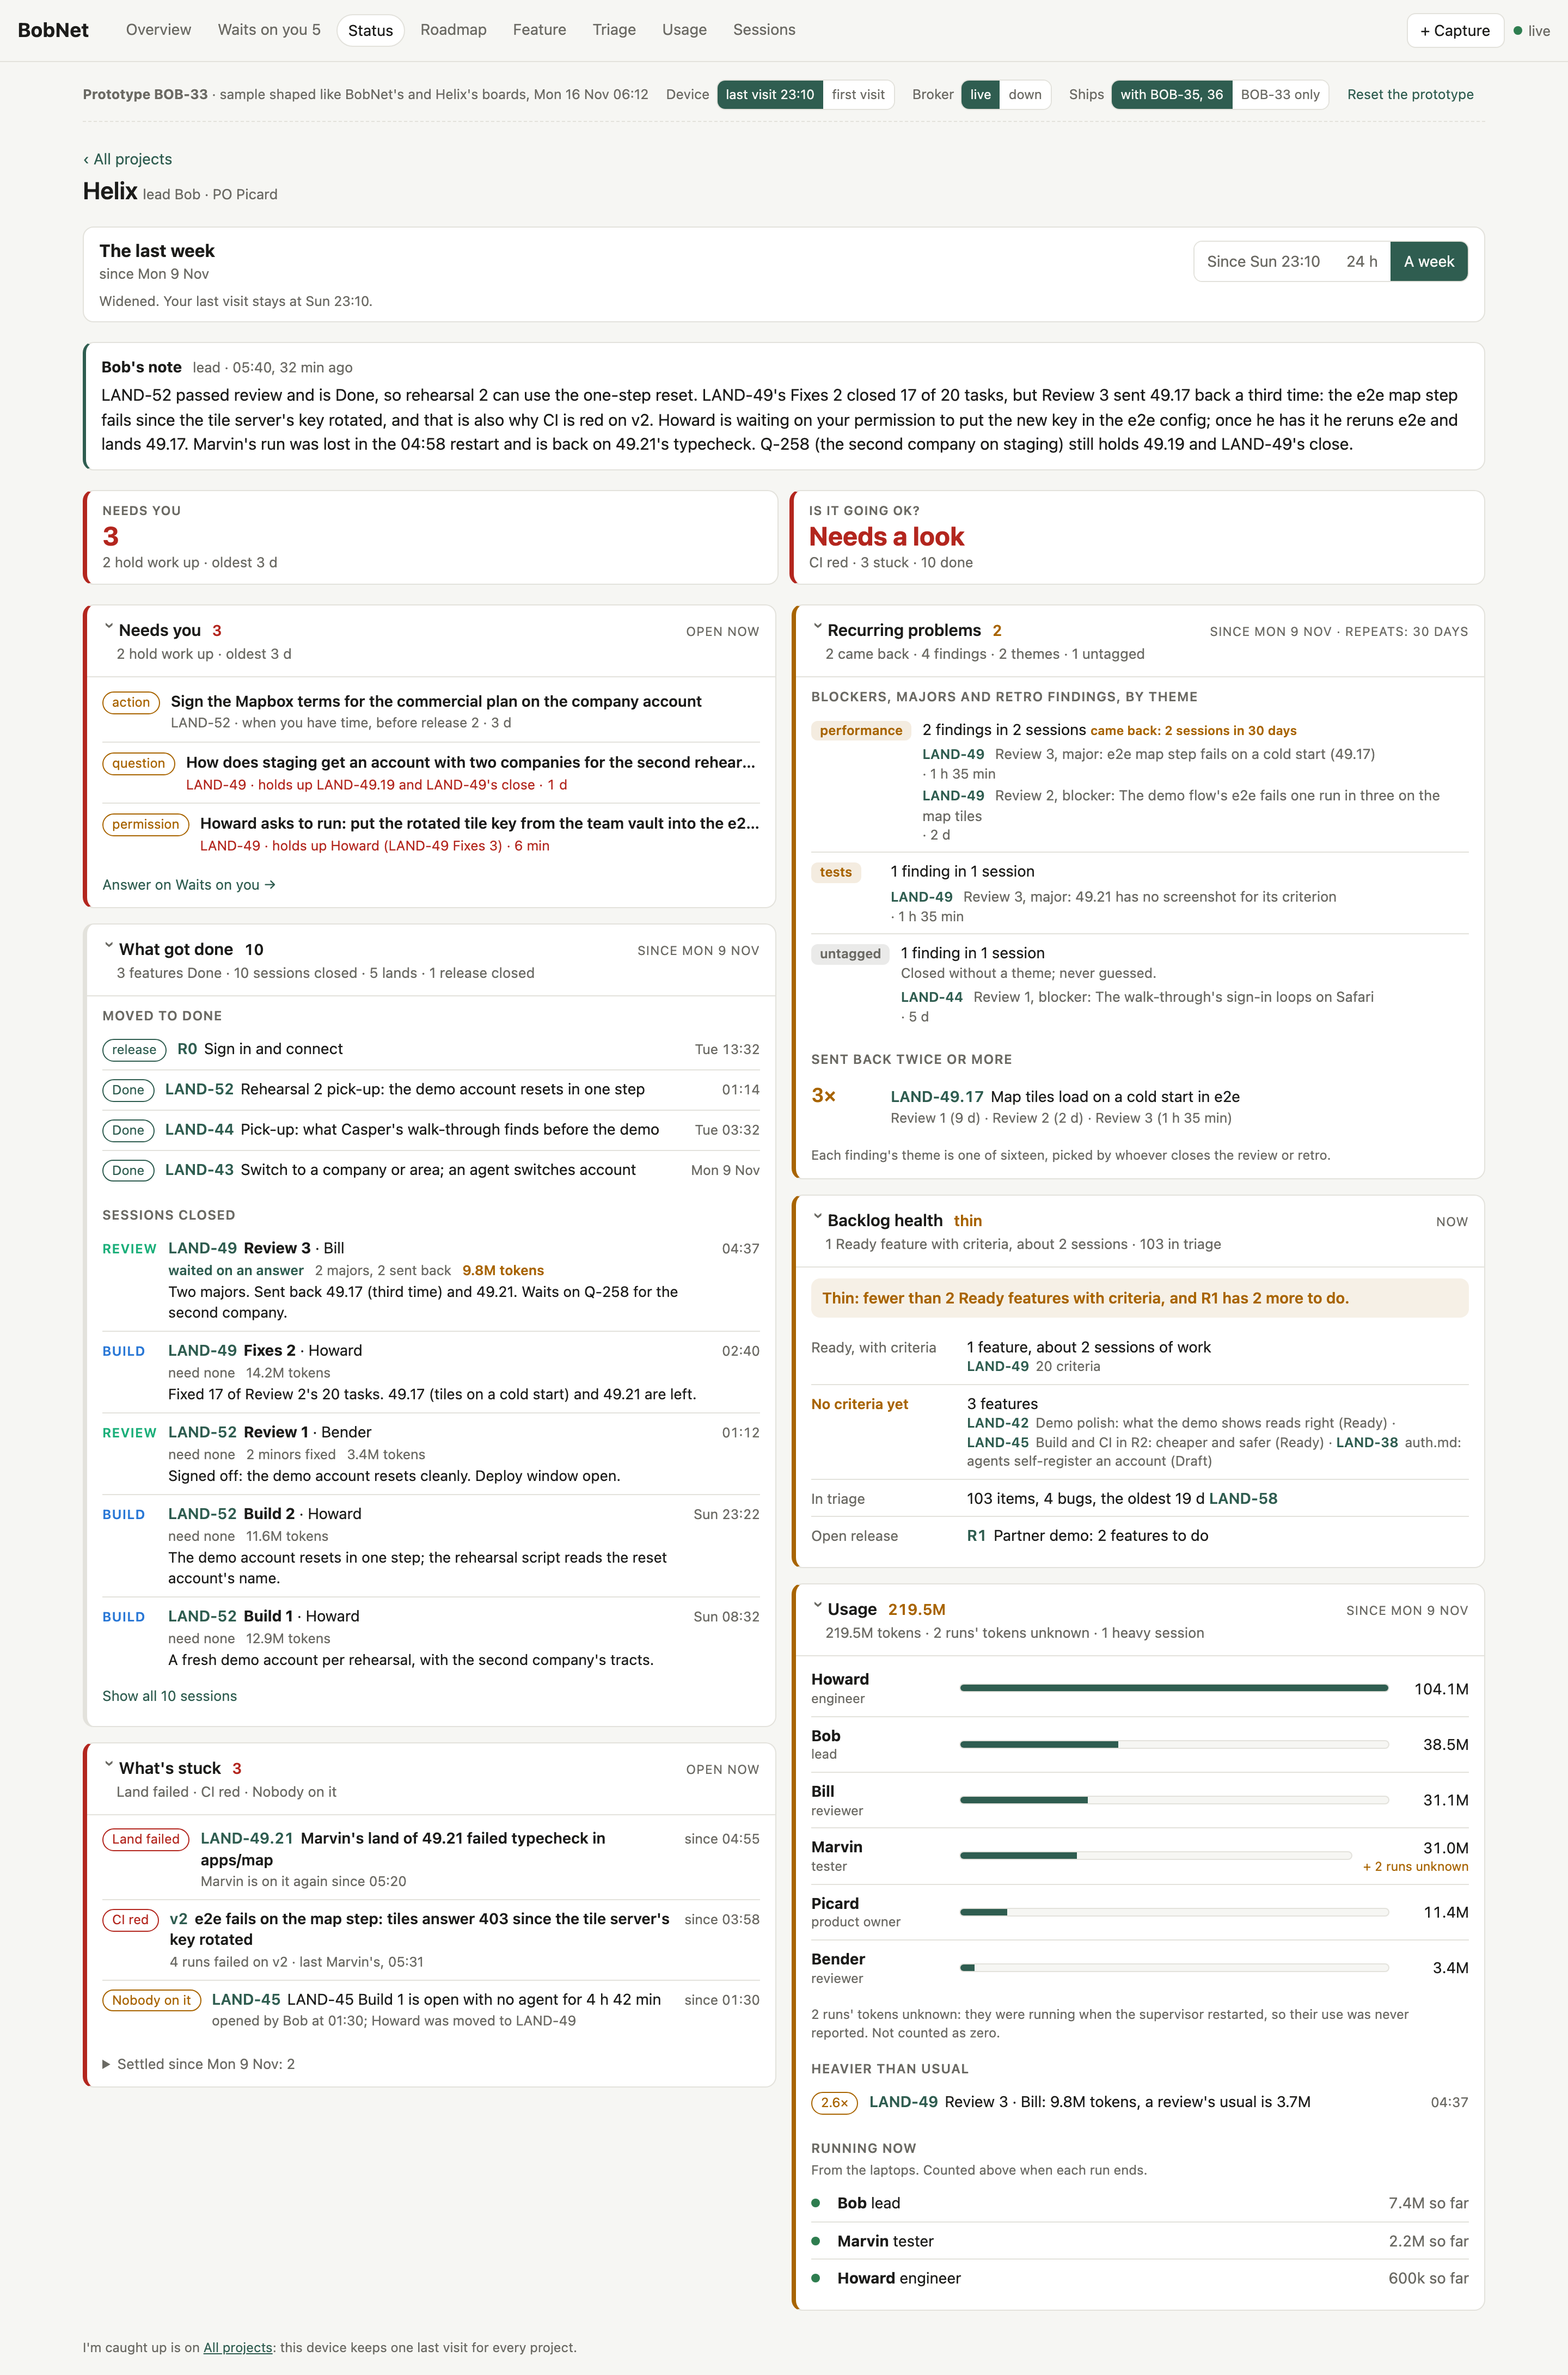 BobNet
Overview
Waits on you 5
Status
Roadmap
Feature
Triage
Usage
Sessions
+ Capture
live
Prototype BOB-33 · sample shaped like BobNet's and Helix's boards, Mon 16 Nov 06:12
Device
last visit 23:10
first visit
Broker
live
down
Ships
with BOB-35, 36
BOB-33 only
Reset the prototype
‹ All projects
Helix lead Bob · PO Picard
The last week
since Mon 9 Nov
Widened. Your last visit stays at Sun 23:10.
Since Sun 23:10
24 h
A week
Bob's note lead · 05:40, 32 min ago
LAND-52 passed review and is Done, so rehearsal 2 can use the one-step reset. LAND-49's Fixes 2 closed 17 of 20 tasks, but Review 3 sent 49.17 back a third time: the e2e map step
fails since the tile server's key rotated, and that is also why CI is red on v2. Howard is waiting on your permission to put the new key in the e2e config; once he has it he reruns e2e and
lands 49.17. Marvin's run was lost in the 04:58 restart and is back on 49.21's typecheck. Q-258 (the second company on staging) still holds 49.19 and LAND-49's close.
NEEDS YOU
3
2 hold work up · oldest 3 d
IS IT GOING OK?
Needs a look
CI red · 3 stuck · 10 done
Needs you 3
OPEN NOW
2 hold work up · oldest 3 d
action
Sign the Mapbox terms for the commercial plan on the company account
LAND-52 · when you have time, before release 2 · 3 d
question
How does staging get an account with two companies for the second rehear...
LAND-49 · holds up LAND-49.19 and LAND-49's close · 1 d
permission
Howard asks to run: put the rotated tile key from the team vault into the e2...
LAND-49 · holds up Howard (LAND-49 Fixes 3) · 6 min
Answer on Waits on you →
What got done 10
SINCE MON 9 NOV
3 features Done · 10 sessions closed · 5 lands · 1 release closed
MOVED TO DONE
release R0 Sign in and connect Tue 13:32
Done LAND-52 Rehearsal 2 pick-up: the demo account resets in one step 01:14
Done LAND-44 Pick-up: what Casper's walk-through finds before the demo Tue 03:32
Done LAND-43 Switch to a company or area; an agent switches account Mon 9 Nov
SESSIONS CLOSED
REVIEW LAND-49 Review 3 · Bill 04:37
waited on an answer 2 majors, 2 sent back 9.8M tokens
Two majors. Sent back 49.17 (third time) and 49.21. Waits on Q-258 for the
second company.
BUILD LAND-49 Fixes 2 · Howard 02:40
need none 14.2M tokens
Fixed 17 of Review 2's 20 tasks. 49.17 (tiles on a cold start) and 49.21 are left.
REVIEW LAND-52 Review 1 · Bender 01:12
need none 2 minors fixed 3.4M tokens
Signed off: the demo account resets cleanly. Deploy window open.
BUILD LAND-52 Build 2 · Howard Sun 23:22
need none 11.6M tokens
The demo account resets in one step; the rehearsal script reads the reset
account's name.
BUILD LAND-52 Build 1 · Howard Sun 08:32
need none 12.9M tokens
A fresh demo account per rehearsal, with the second company's tracts.
Show all 10 sessions
What's stuck 3
OPEN NOW
Land failed · CI red · Nobody on it
Land failed LAND-49.21 Marvin's land of 49.21 failed typecheck in since 04:55
apps/map
Marvin is on it again since 05:20
CI red v2 e2e fails on the map step: tiles answer 403 since the tile server's since 03:58
key rotated
4 runs failed on v2 · last Marvin's, 05:31
Nobody on it LAND-45 LAND-45 Build 1 is open with no agent for 4 h 42 min since 01:30
opened by Bob at 01:30; Howard was moved to LAND-49
▶ Settled since Mon 9 Nov: 2
Recurring problems 2
SINCE MON 9 NOV · REPEATS: 30 DAYS
2 came back · 4 findings · 2 themes · 1 untagged
BLOCKERS, MAJORS AND RETRO FINDINGS, BY THEME
performance 2 findings in 2 sessions came back: 2 sessions in 30 days
LAND-49 Review 3, major: e2e map step fails on a cold start (49.17)
· 1 h 35 min
LAND-49 Review 2, blocker: The demo flow's e2e fails one run in three on the
map tiles
· 2 d
tests 1 finding in 1 session
LAND-49 Review 3, major: 49.21 has no screenshot for its criterion
· 1 h 35 min
untagged 1 finding in 1 session
Closed without a theme; never guessed.
LAND-44 Review 1, blocker: The walk-through's sign-in loops on Safari
· 5 d
SENT BACK TWICE OR MORE
3× LAND-49.17 Map tiles load on a cold start in e2e
Review 1 (9 d) · Review 2 (2 d) · Review 3 (1 h 35 min)
Each finding's theme is one of sixteen, picked by whoever closes the review or retro.
Backlog health thin
NOW
1 Ready feature with criteria, about 2 sessions · 103 in triage
Thin: fewer than 2 Ready features with criteria, and R1 has 2 more to do.
Ready, with criteria 1 feature, about 2 sessions of work
LAND-49 20 criteria
No criteria yet 3 features
LAND-42 Demo polish: what the demo shows reads right (Ready) ·
LAND-45 Build and CI in R2: cheaper and safer (Ready) · LAND-38 auth.md:
agents self-register an account (Draft)
In triage 103 items, 4 bugs, the oldest 19 d LAND-58
Open release R1 Partner demo: 2 features to do
Usage 219.5M
SINCE MON 9 NOV
219.5M tokens · 2 runs' tokens unknown · 1 heavy session
Howard
engineer
104.1M
Bob
lead
38.5M
Bill
reviewer
31.1M
Marvin
tester
31.0M
+ 2 runs unknown
Picard
product owner
11.4M
Bender
reviewer
3.4M
2 runs' tokens unknown: they were running when the supervisor restarted, so their use was never
reported. Not counted as zero.
HEAVIER THAN USUAL
2.6× LAND-49 Review 3 · Bill: 9.8M tokens, a review's usual is 3.7M 04:37
RUNNING NOW
From the laptops. Counted above when each run ends.
Bob lead 7.4M so far
Marvin tester 2.2M so far
Howard engineer 600k so far
I'm caught up is on All projects: this device keeps one last visit for every project.